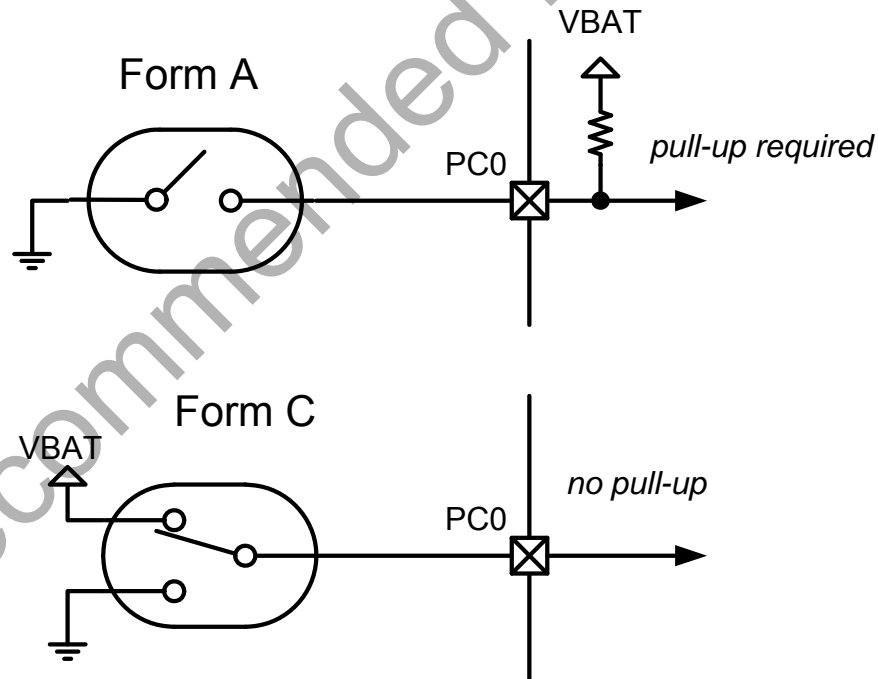 VBAT
Form A
pull-up required
PC0
Form C
VBAT
no pull-up
PC0